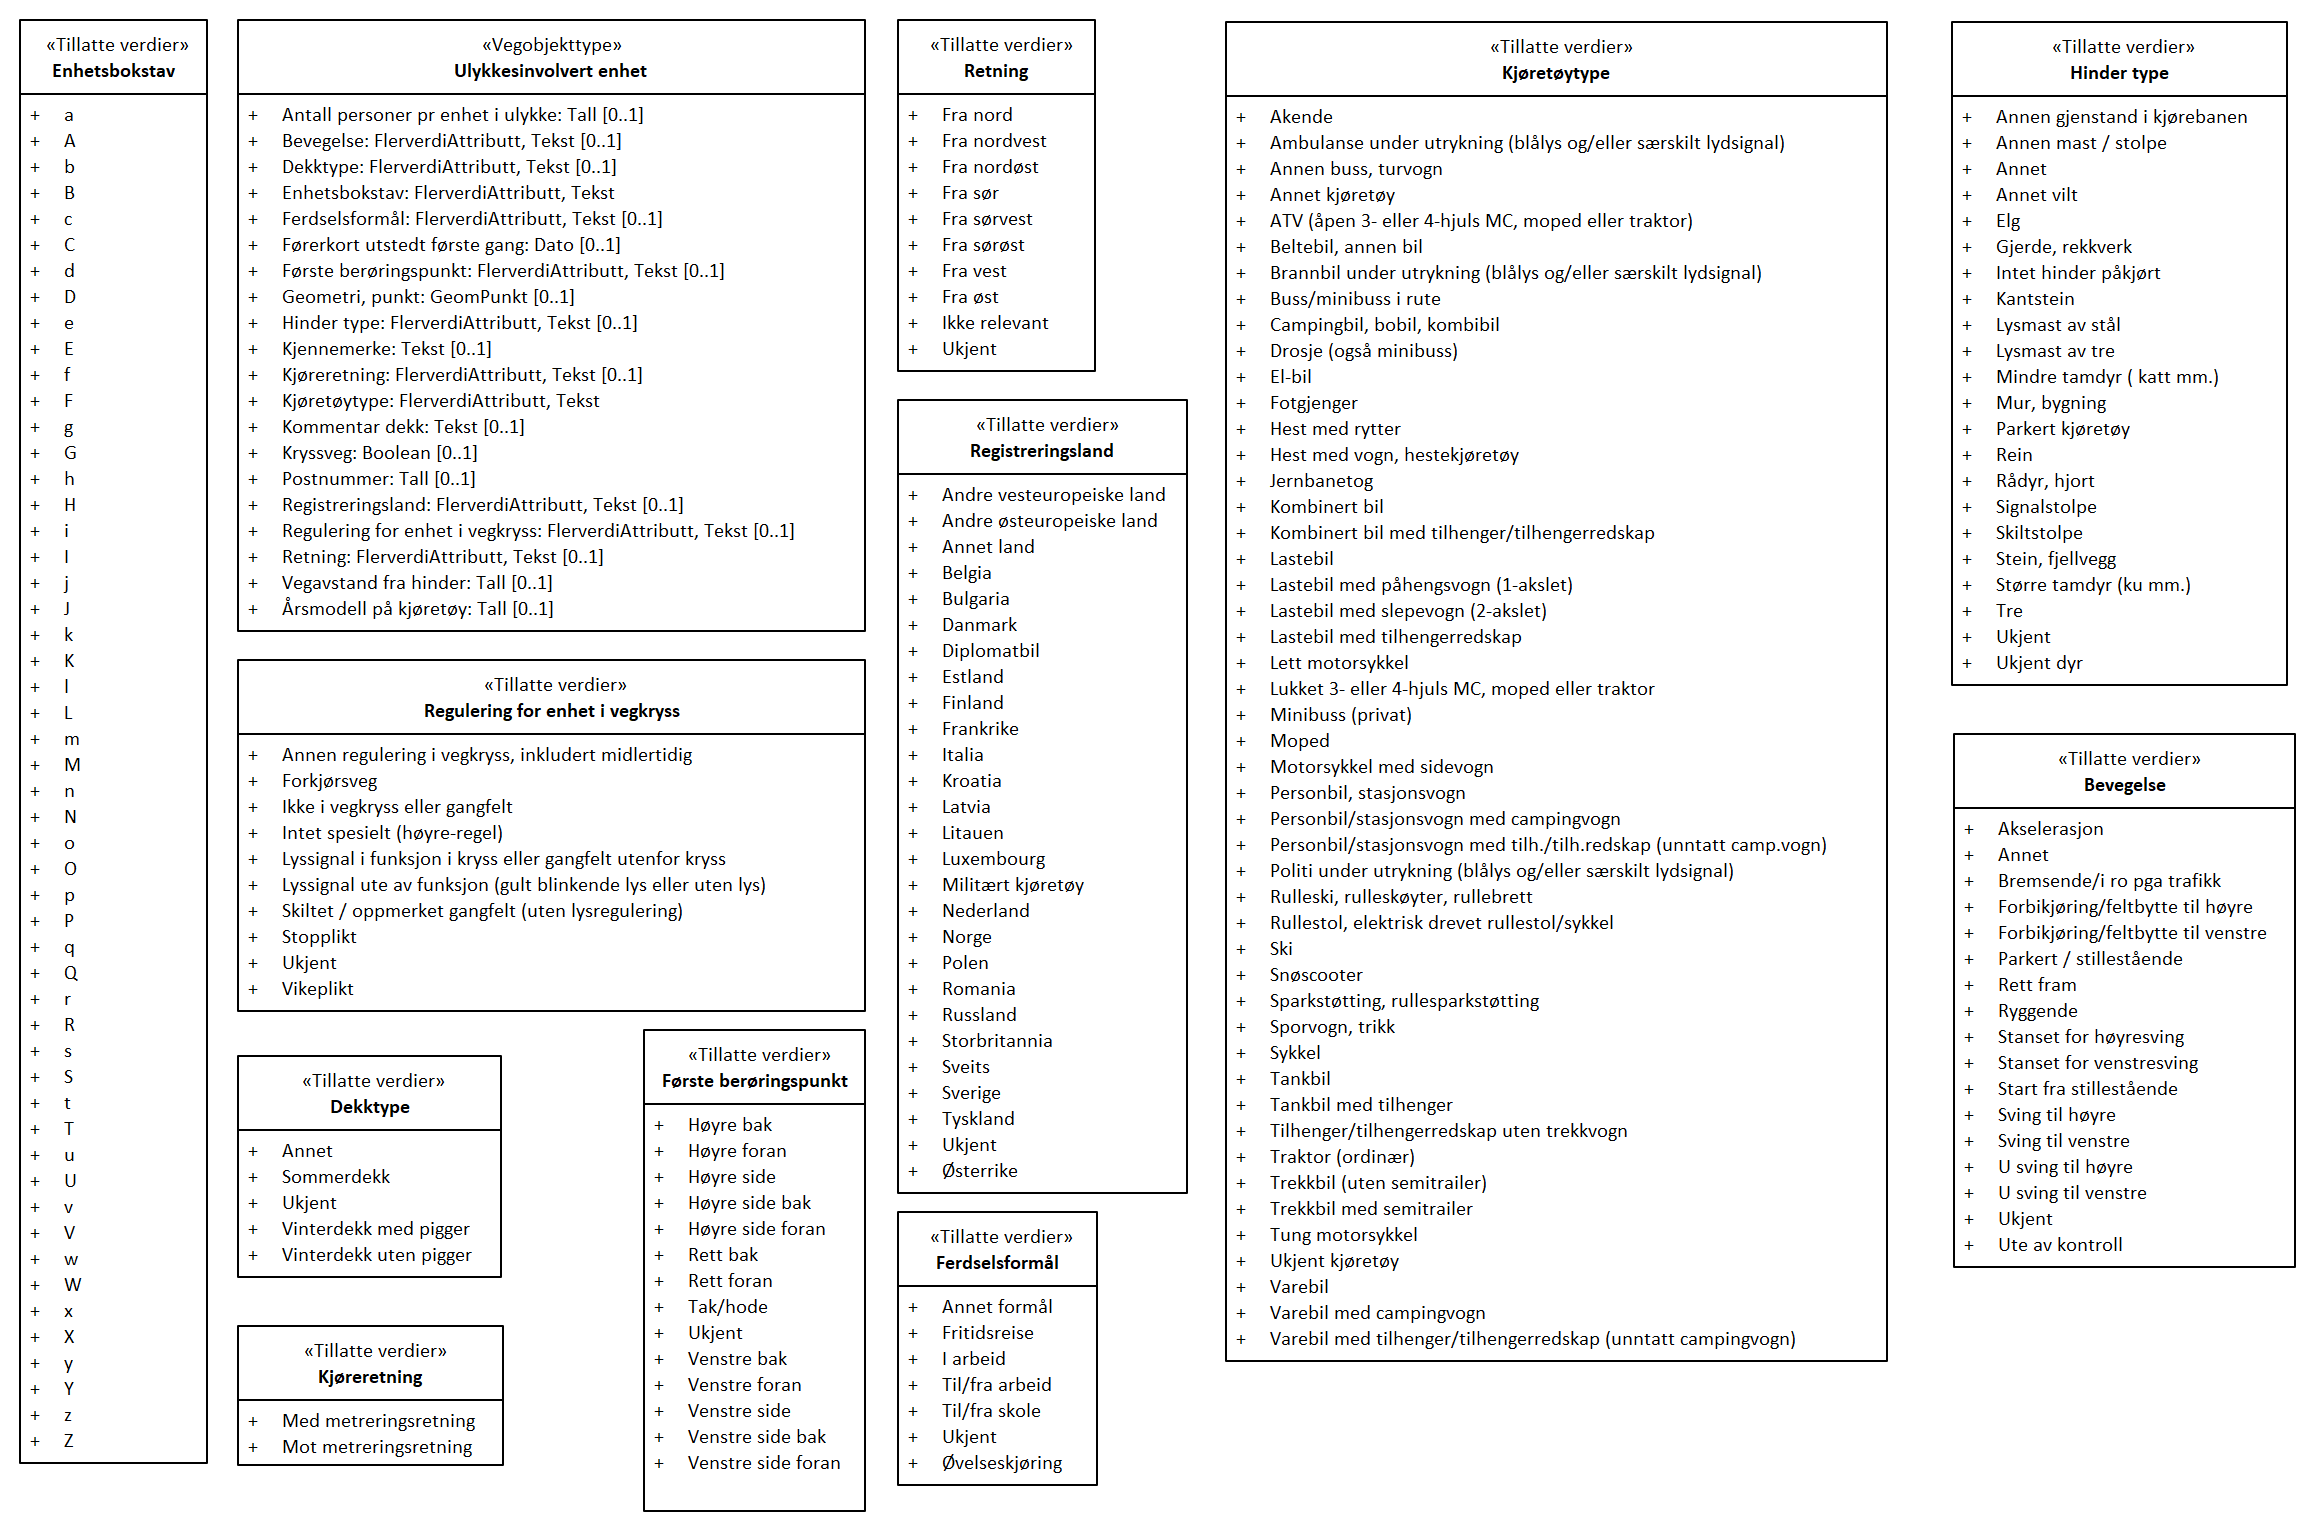 «Tillatte verdier»
Enhetsbokstav
+ a
+ A
+ b
+ B
+ c
+ C
+ d
+ D
+ e
+ E
+ f
+ F
+ g
+ G
+ h
+ H
+ i
+ I
+ j
+ J
+ k
+ K
+ l
+ L
+ m
+ M
+ n
+ N
+ o
+ O
+ p
+ P
+ q
+ Q
+ r
+ R
+ s
+ S
+ t
+ T
+ u
+ U
+ v
+ V
+ w
+ W
+ x
+ X
+ y
+ Y
+ z
+ Z
«Vegobjekttype»
Ulykkesinvolvert enhet
+ Antall personer pr enhet i ulykke: Tall [0..1]
+ Bevegelse: FlerverdiAttributt, Tekst [0..1]
+ Dekktype: FlerverdiAttributt, Tekst [0..1]
+ Enhetsbokstav: FlerverdiAttributt, Tekst
+ Ferdselsformål: FlerverdiAttributt, Tekst [0..1]
+ Førerkort utstedt første gang: Dato [0..1]
+ Første berøringspunkt: FlerverdiAttributt, Tekst [0..1]
+ Geometri, punkt: GeomPunkt [0..1]
+ Hinder type: FlerverdiAttributt, Tekst [0..1]
+ Kjennemerke: Tekst [0..1]
+ Kjøreretning: FlerverdiAttributt, Tekst [0..1]
+ Kjøretøytype: FlerverdiAttributt, Tekst
+ Kommentar dekk: Tekst [0..1]
+ Kryssveg: Boolean [0..1]
+ Postnummer: Tall [0..1]
+ Registreringsland: FlerverdiAttributt, Tekst [0..1]
+ Regulering for enhet i vegkryss: FlerverdiAttributt, Tekst [0..1]
+ Retning: FlerverdiAttributt, Tekst [0..1]
+ Vegavstand fra hinder: Tall [0..1]
+ Årsmodell på kjøretøy: Tall [0..1]
«Tillatte verdier»
Regulering for enhet i vegkryss
+ Annen regulering i vegkryss, inkludert midlertidig
+ Forkjørsveg
+ Ikke i vegkryss eller gangfelt
+ Intet spesielt (høyre-regel)
+ Lyssignal i funksjon i kryss eller gangfelt utenfor kryss
+ Lyssignal ute av funksjon (gult blinkende lys eller uten lys)
+ Skiltet / oppmerket gangfelt (uten lysregulering)
+ Stopplikt
+ Ukjent
+ Vikeplikt
«Tillatte verdier»
Dekktype
+ Annet
+ Sommerdekk
+ Ukjent
+ Vinterdekk med pigger
+ Vinterdekk uten pigger
«Tillatte verdier»
Kjøreretning
+ Med metreringsretning
+ Mot metreringsretning
«Tillatte verdier»
Første berøringspunkt
+ Høyre bak
+ Høyre foran
+ Høyre side
+ Høyre side bak
+ Høyre side foran
+ Rett bak
+ Rett foran
+ Tak/hode
+ Ukjent
+ Venstre bak
+ Venstre foran
+ Venstre side
+ Venstre side bak
+ Venstre side foran
«Tillatte verdier»
Retning
+ Fra nord
+ Fra nordvest
+ Fra nordøst
+ Fra sør
+ Fra sørvest
+ Fra sørøst
+ Fra vest
+ Fra øst
+ Ikke relevant
+ Ukjent
«Tillatte verdier»
Registreringsland
+ Andre vesteuropeiske land
+ Andre østeuropeiske land
+ Annet land
+ Belgia
+ Bulgaria
+ Danmark
+ Diplomatbil
+ Estland
+ Finland
+ Frankrike
+ Italia
+ Kroatia
+ Latvia
+ Litauen
+ Luxembourg
+ Militært kjøretøy
+ Nederland
+ Norge
+ Polen
+ Romania
+ Russland
+ Storbritannia
+ Sveits
+ Sverige
+ Tyskland
+ Ukjent
+ Østerrike
«Tillatte verdier»
Ferdselsformål
+ Annet formål
+ Fritidsreise
+ I arbeid
+ Til/fra arbeid
+ Til/fra skole
+ Ukjent
+ Øvelseskjøring
«Tillatte verdier»
Kjøretøytype
+ Akende
+ Ambulanse under utrykning (blålys og/eller særskilt lydsignal)
+ Annen buss, turvogn
+ Annet kjøretøy
+ ATV (åpen 3- eller 4-hjuls MC, moped eller traktor)
+ Beltebil, annen bil
+ Brannbil under utrykning (blålys og/eller særskilt lydsignal)
+ Buss/minibuss i rute
+ Campingbil, bobil, kombibil
+ Drosje (også minibuss)
+ El-bil
+ Fotgjenger
+ Hest med rytter
+ Hest med vogn, hestekjøretøy
+ Jernbanetog
+ Kombinert bil
+ Kombinert bil med tilhenger/tilhengerredskap
+ Lastebil
+ Lastebil med påhengsvogn (1-akslet)
+ Lastebil med slepevogn (2-akslet)
+ Lastebil med tilhengerredskap
+ Lett motorsykkel
+ Lukket 3- eller 4-hjuls MC, moped eller traktor
+ Minibuss (privat)
+ Moped
+ Motorsykkel med sidevogn
+ Personbil, stasjonsvogn
+ Personbil/stasjonsvogn med campingvogn
+ Personbil/stasjonsvogn med tilh./tilh.redskap (unntatt camp.vogn)
+ Politi under utrykning (blålys og/eller særskilt lydsignal)
+ Rulleski, rulleskøyter, rullebrett
+ Rullestol, elektrisk drevet rullestol/sykkel
+ Ski
+ Snøscooter
+ Sparkstøtting, rullesparkstøtting
+ Sporvogn, trikk
+ Sykkel
+ Tankbil
+ Tankbil med tilhenger
+ Tilhenger/tilhengerredskap uten trekkvogn
+ Traktor (ordinær)
+ Trekkbil (uten semitrailer)
+ Trekkbil med semitrailer
+ Tung motorsykkel
+ Ukjent kjøretøy
+ Varebil
+ Varebil med campingvogn
+ Varebil med tilhenger/tilhengerredskap (unntatt campingvogn)
«Tillatte verdier»
Hinder type
+ Annen gjenstand i kjørebanen
+ Annen mast / stolpe
+ Annet
+ Annet vilt
+ Elg
+ Gjerde, rekkverk
+ Intet hinder påkjørt
+ Kantstein
+ Lysmast av stål
+ Lysmast av tre
+ Mindre tamdyr ( katt mm.)
+ Mur, bygning
+ Parkert kjøretøy
+ Rein
+ Rådyr, hjort
+ Signalstolpe
+ Skiltstolpe
+ Stein, fjellvegg
+ Større tamdyr (ku mm.)
+ Tre
+ Ukjent
+ Ukjent dyr
«Tillatte verdier»
Bevegelse
+ Akselerasjon
+ Annet
+ Bremsende/i ro pga trafikk
+ Forbikjøring/feltbytte til høyre
+ Forbikjøring/feltbytte til venstre
+ Parkert / stillestående
+ Rett fram
+ Ryggende
+ Stanset for høyresving
+ Stanset for venstresving
+ Start fra stillestående
+ Sving til høyre
+ Sving til venstre
+ U sving til høyre
+ U sving til venstre
+ Ukjent
+ Ute av kontroll